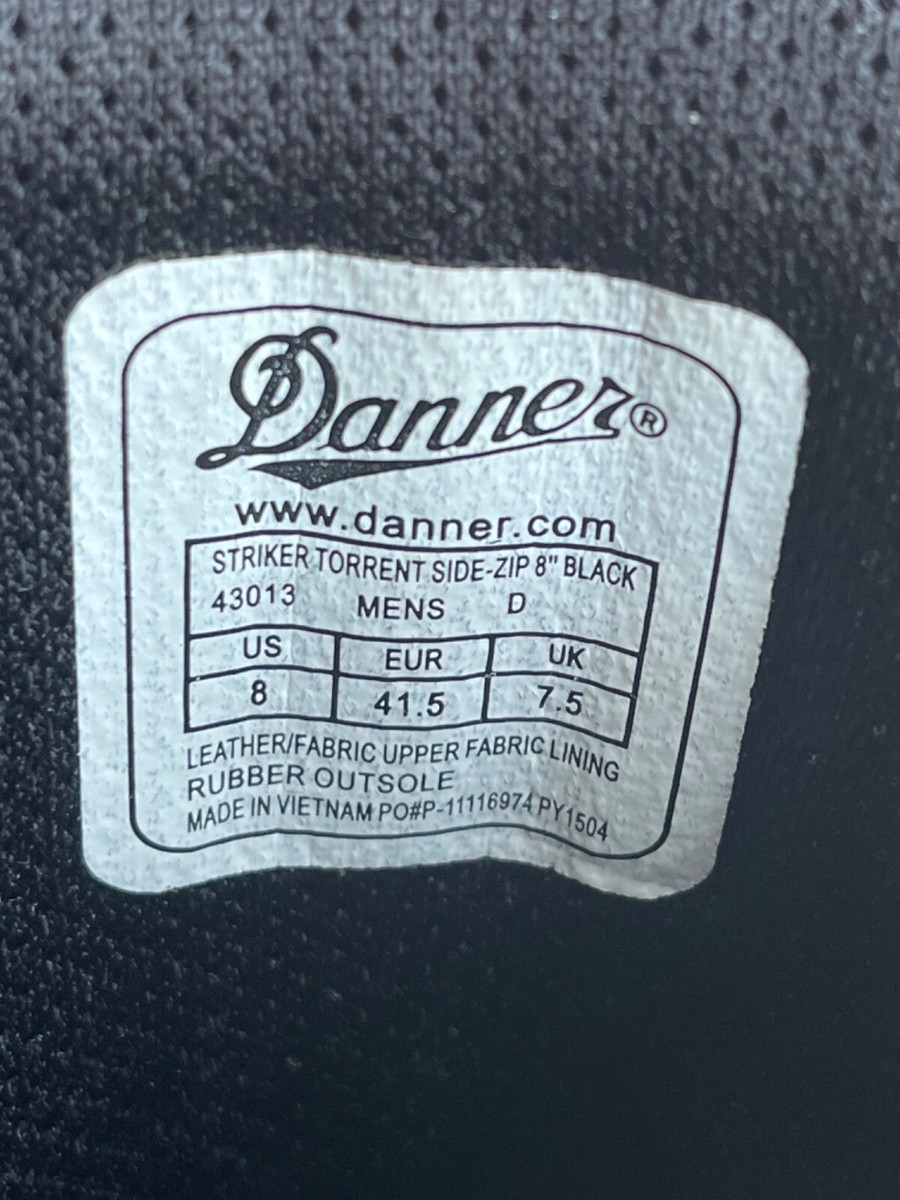 Danner®
www.danner.com
STRIKER TORRENT SIDE-ZIP 8" BLACK
43013 MENS D
US EUR UK
8 41.5 7.5
LEATHER/FABRIC UPPER FABRIC LINING
RUBBER OUTSOLE
MADE IN VIETNAM PO#P-11116974 PY1504